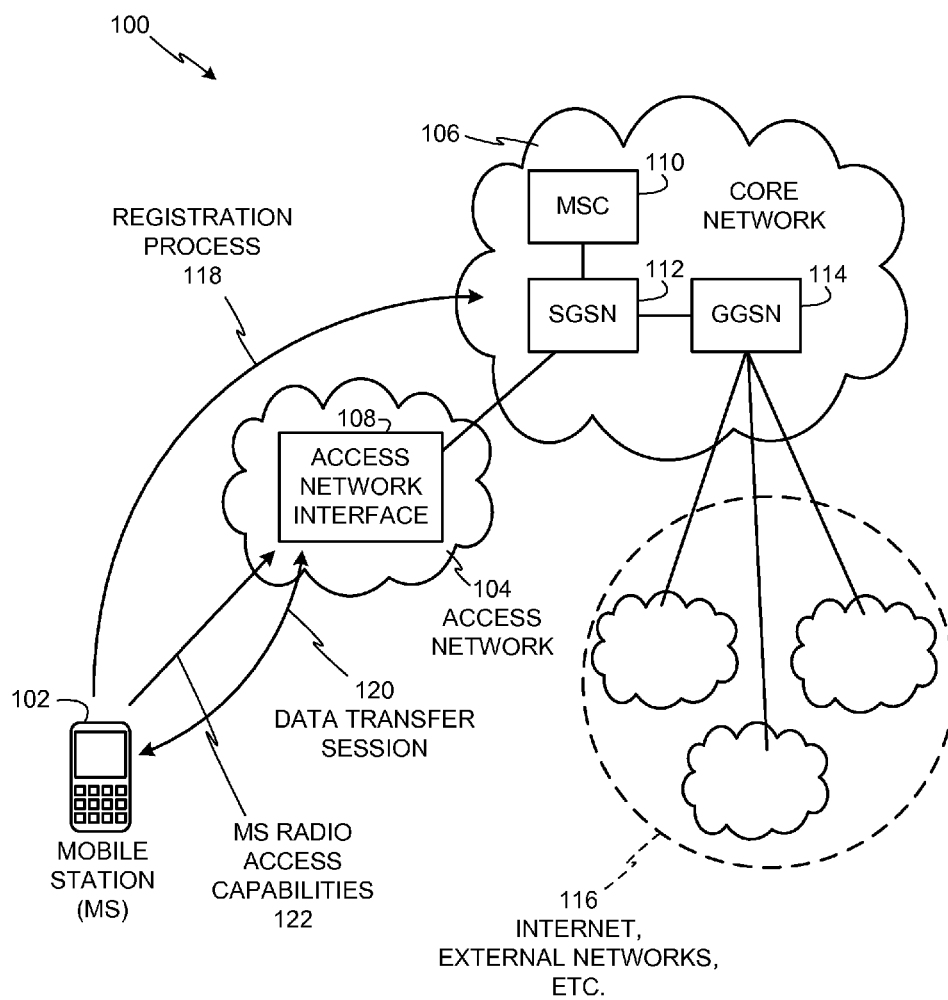 100
106
110
MSC
CORE
NETWORK
REGISTRATION
PROCESS
118
112
114
SGSN
GGSN
108
ACCESS
NETWORK
INTERFACE
104
ACCESS
NETWORK
102
120
DATA TRANSFER
SESSION
MOBILE
STATION
(MS)
MS RADIO
ACCESS
CAPABILITIES
122
116
INTERNET,
EXTERNAL NETWORKS,
ETC.